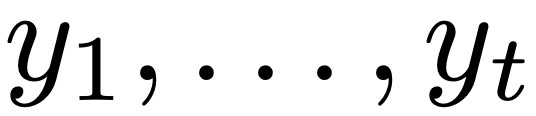 y₁, . . . , yₜ